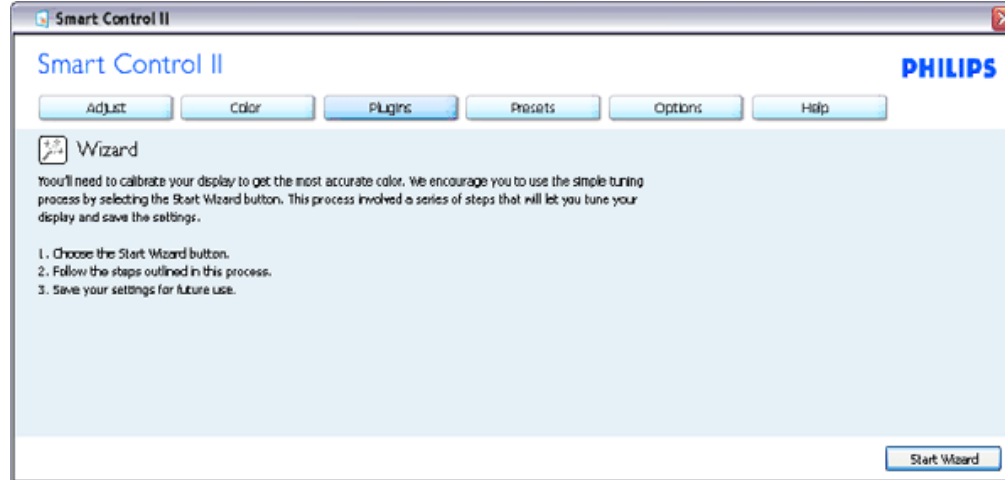 Smart Control II
Smart Control II
PHILIPS
Adjust Color Plugins Presets Options Help
Wizard
Yoou'll need to calibrate your display to get the most accurate color. We encourage you to use the simple tuning
process by selecting the Start Wizard button. This process involved a series of steps that will let you tune your
display and save the settings.
1. Choose the Start Wizard button.
2. Follow the steps outlined in this process.
3. Save your settings for future use.
Start Wizard